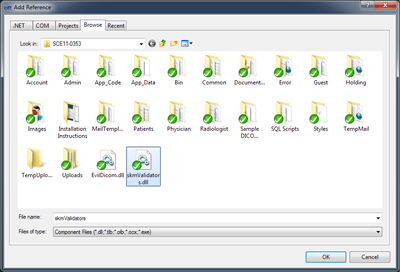 Add Reference
.NET COM Projects Browse Recent
Look in: SCE11-0353
Account Admin App_Code App_Data Bin Common Document... Error Guest Holding
Images Installation Instructions MailTempl... Patients Physician Radiologist Sample DICO... SQL Scripts Styles TempMail
TempUplo... Uploads EvilDicom.dll skmValidators.dll
File name: skmValidators
Files of type: Component Files (*.dll;*.tlb;*.olb;*.ocx;*.exe)
OK Cancel